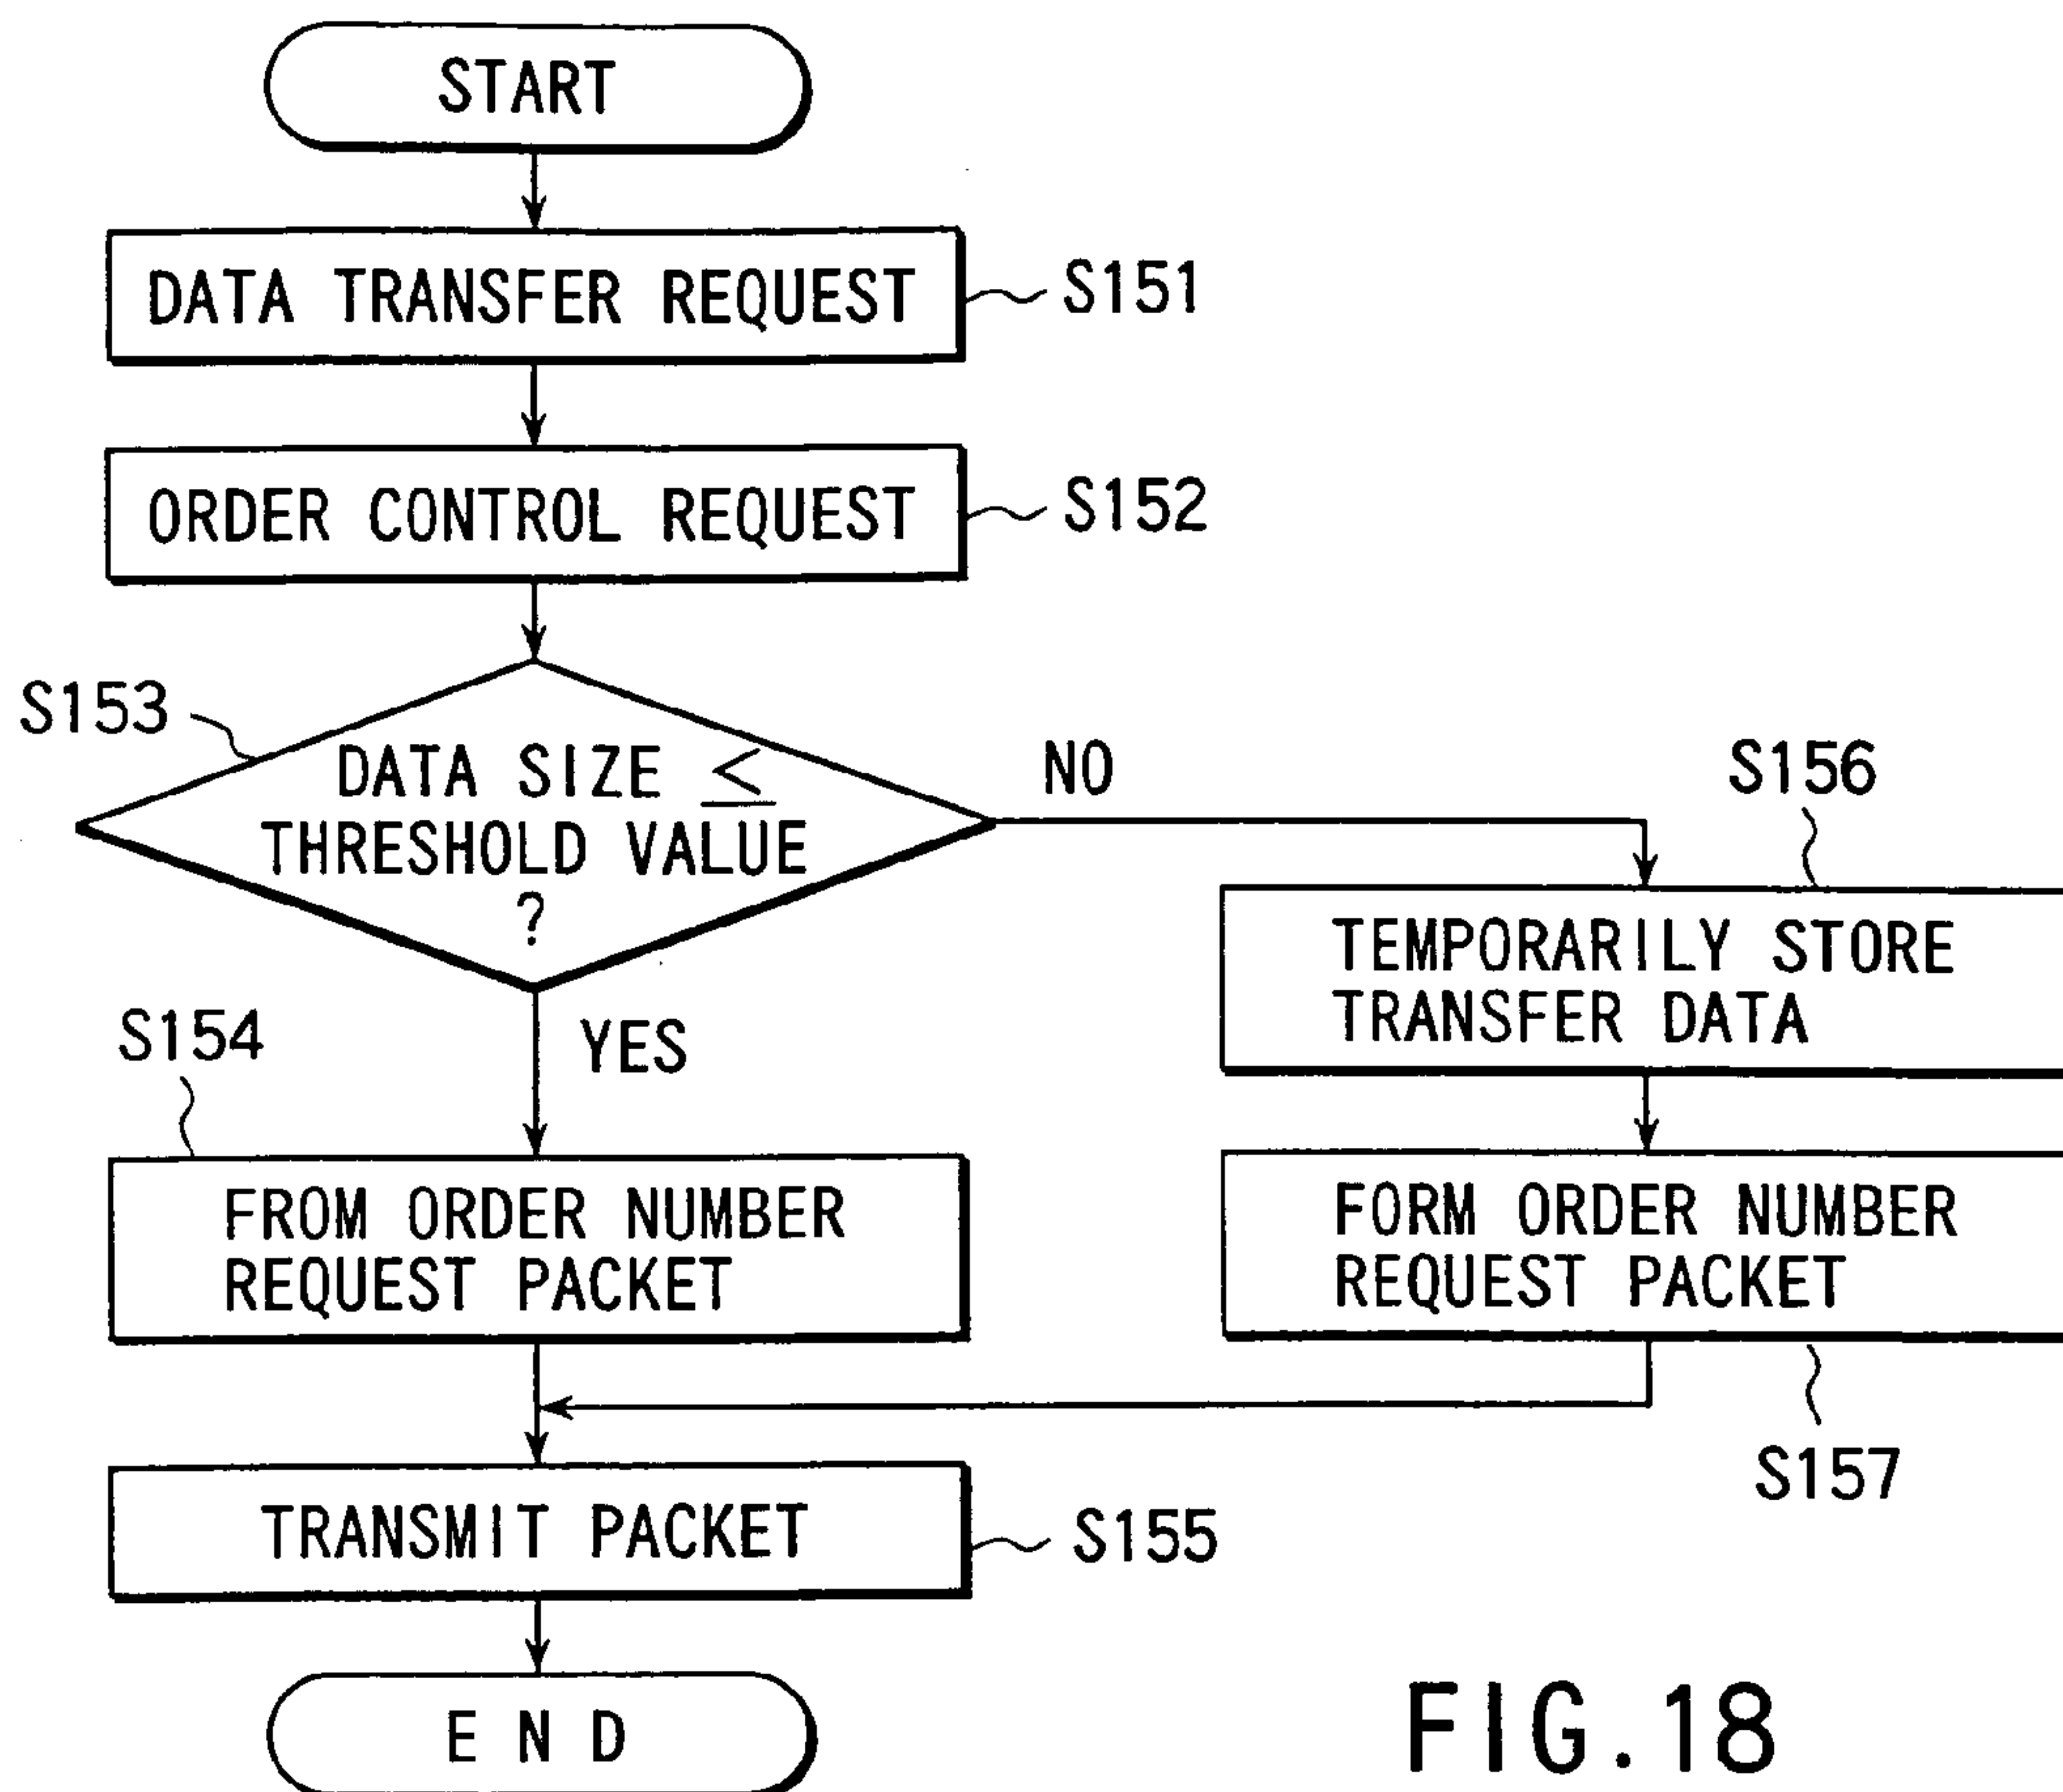 START
DATA TRANSFER REQUEST
S151
ORDER CONTROL REQUEST
S152
S153
DATA SIZE ≤
THRESHOLD VALUE
?
NO
YES
S156
TEMPORARILY STORE
TRANSFER DATA
S154
FROM ORDER NUMBER
REQUEST PACKET
FORM ORDER NUMBER
REQUEST PACKET
S157
TRANSMIT PACKET
S155
END
FIG.18